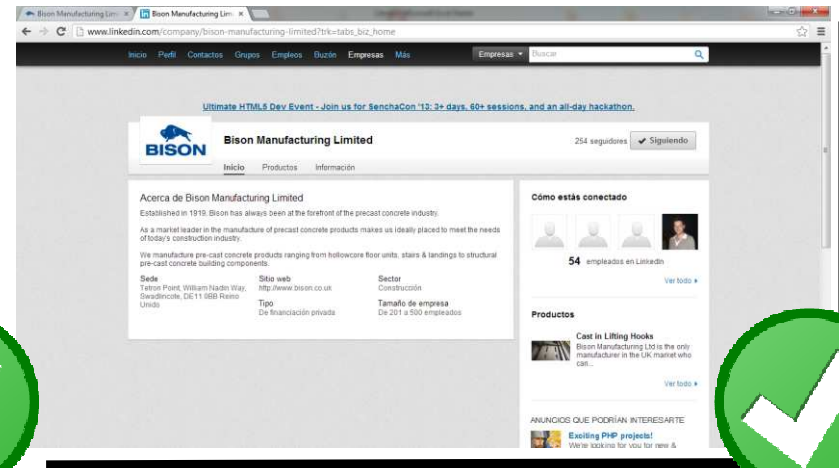 Bison Manufacturing Lim
Bison Manufacturing Lim
www.linkedin.com/company/bison-manufacturing-limited?trk=tabs_biz_home
Inicio Perfil Contactos Grupos Empleos Buzón Empresas Más Empresas Buscar
Ultimate HTML5 Dev Event - Join us for SenchaCon '13: 3+ days, 60+ sessions, and an all-day hackathon.
BISON
Bison Manufacturing Limited
254 seguidores Siguiendo
Inicio Productos Información
Acerca de Bison Manufacturing Limited
Established in 1919, Bison has always been at the forefront of the precast concrete industry.
As a market leader in the manufacture of precast concrete products makes us ideally placed to meet the needs
of today's construction industry.
We manufacture pre-cast concrete products ranging from hollowcore floor units, stairs & landings to structural
pre-cast concrete building components.
Sede
Tetron Point, William Nadin Way,
Swadlincote, DE11 0BB Reino
Unido
Sitio web
http://www.bison.co.uk
Sector
Construcción
Tipo
De financiación privada
Tamaño de empresa
De 201 a 500 empleados
Cómo estás conectado
54 empleados en LinkedIn
Ver todo
Productos
Cast in Lifting Hooks
Bison Manufacturing Ltd is the only
manufacturer in the UK market who
can...
Ver todo
ANUNCIOS QUE PODRÍAN INTERESARTE
Exciting PHP projects!
We're looking for you for new &